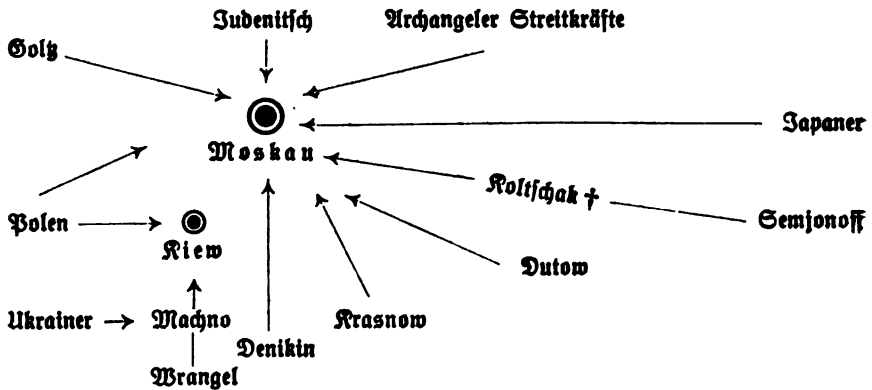 Judenitsch
Archangeler Streitkräfte
Goltz
Japaner
Moskau
Koltschak †
Semjonoff
Polen
Kiew
Dutow
Ukrainer
Machno
Krasnow
Denikin
Wrangel